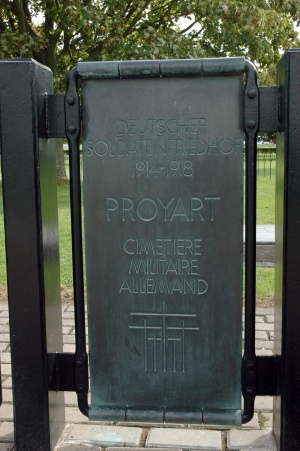 DEUTSCHER
SOLDATENFRIEDHOF
1914-1918
PROYART
CIMETIERE
MILITAIRE
ALLEMAND